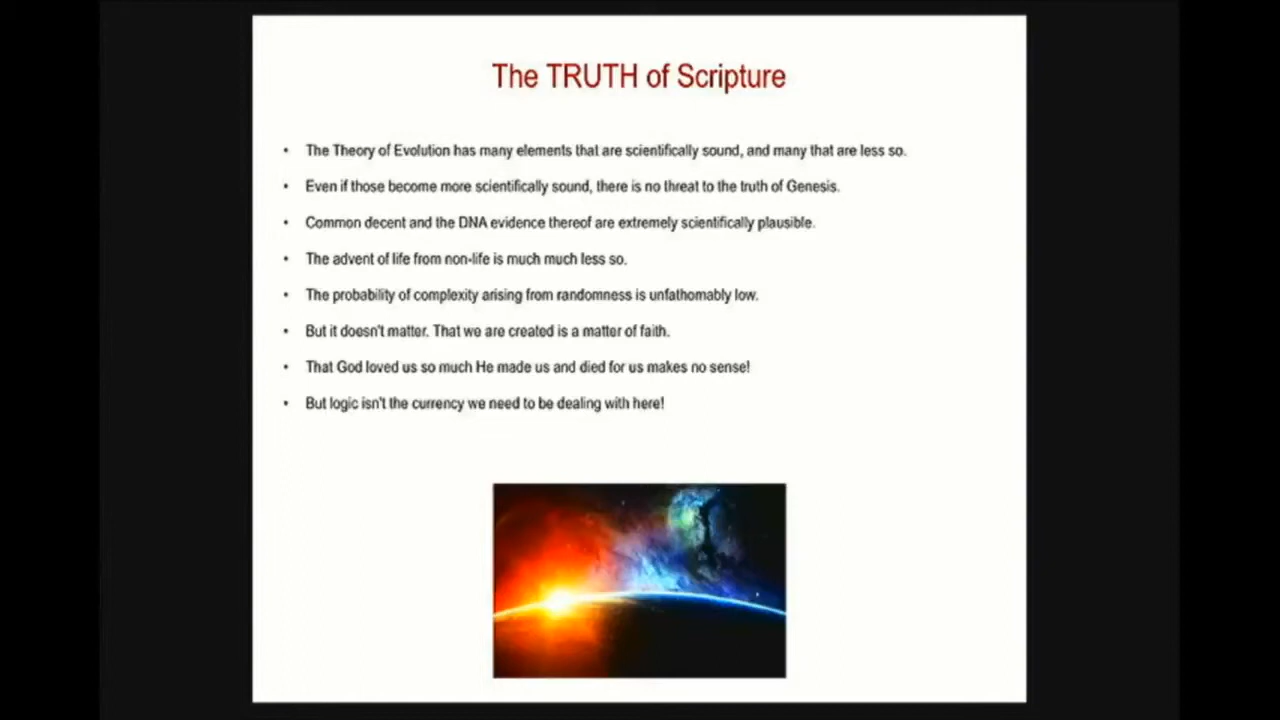 The TRUTH of Scripture
• The Theory of Evolution has many elements that are scientifically sound, and many that are less so.
• Even if those become more scientifically sound, there is no threat to the truth of Genesis.
• Common decent and the DNA evidence thereof are extremely scientifically plausible.
• The advent of life from non-life is much much less so.
• The probability of complexity arising from randomness is unfathomably low.
• But it doesn't matter. That we are created is a matter of faith.
• That God loved us so much He made us and died for us makes no sense!
• But logic isn't the currency we need to be dealing with here!